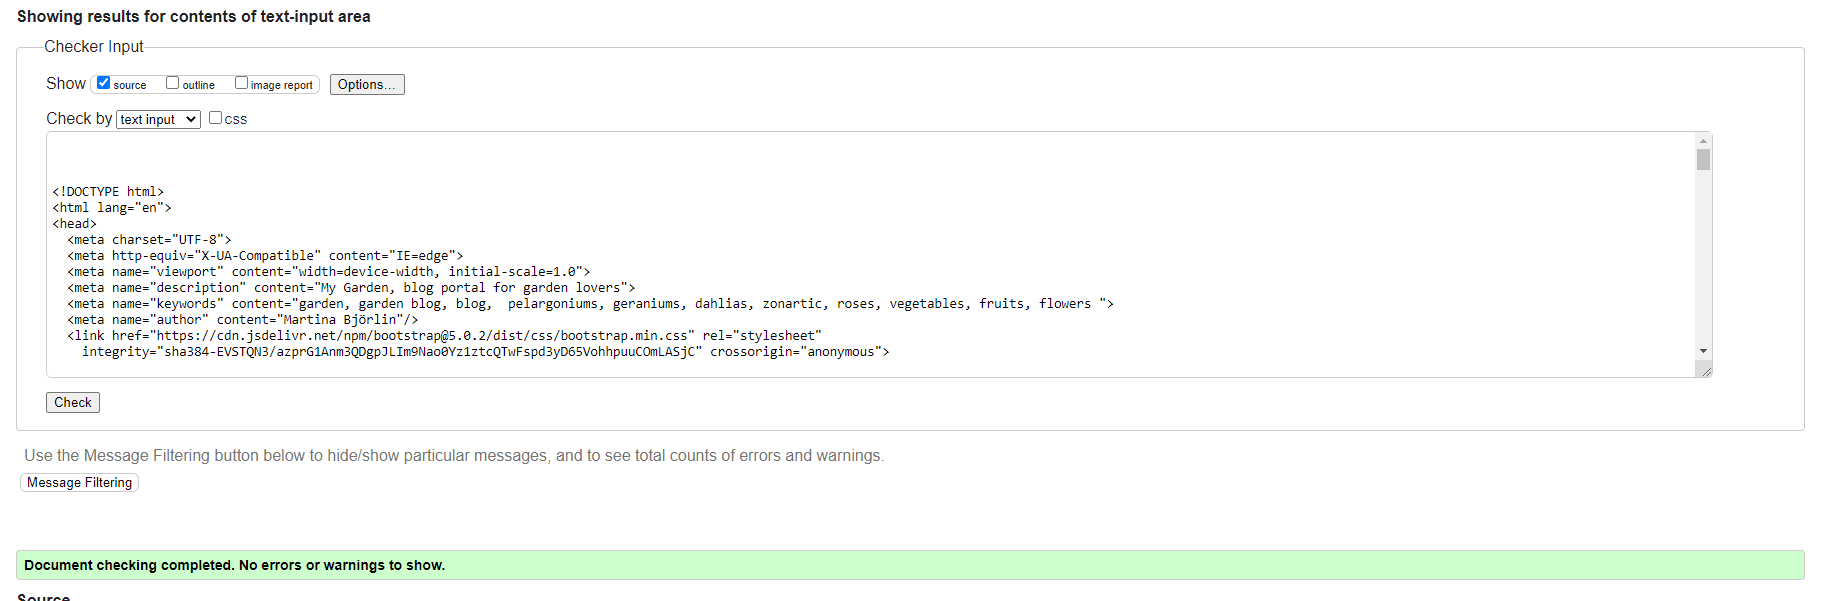 Showing results for contents of text-input area
Checker Input
Show source outline image report Options...
Check by text input css
<!DOCTYPE html>
<html lang="en">
<head>
<meta charset="UTF-8">
<meta http-equiv="X-UA-Compatible" content="IE=edge">
<meta name="viewport" content="width=device-width, initial-scale=1.0">
<meta name="description" content="My Garden, blog portal for garden lovers">
<meta name="keywords" content="garden, garden blog, blog,  pelargoniums, geraniums, dahlias, zonartic, roses, vegetables, fruits, flowers ">
<meta name="author" content="Martina Björlin"/>
<link href="https://cdn.jsdelivr.net/npm/bootstrap@5.0.2/dist/css/bootstrap.min.css" rel="stylesheet"
integrity="sha384-EVSTQN3/azprG1Anm3QDgpJLIm9Nao0Yz1ztcQTwFspd3yD65VohhpuuCOmLASjC" crossorigin="anonymous">
Check
Use the Message Filtering button below to hide/show particular messages, and to see total counts of errors and warnings.
Message Filtering
Document checking completed. No errors or warnings to show.
Source